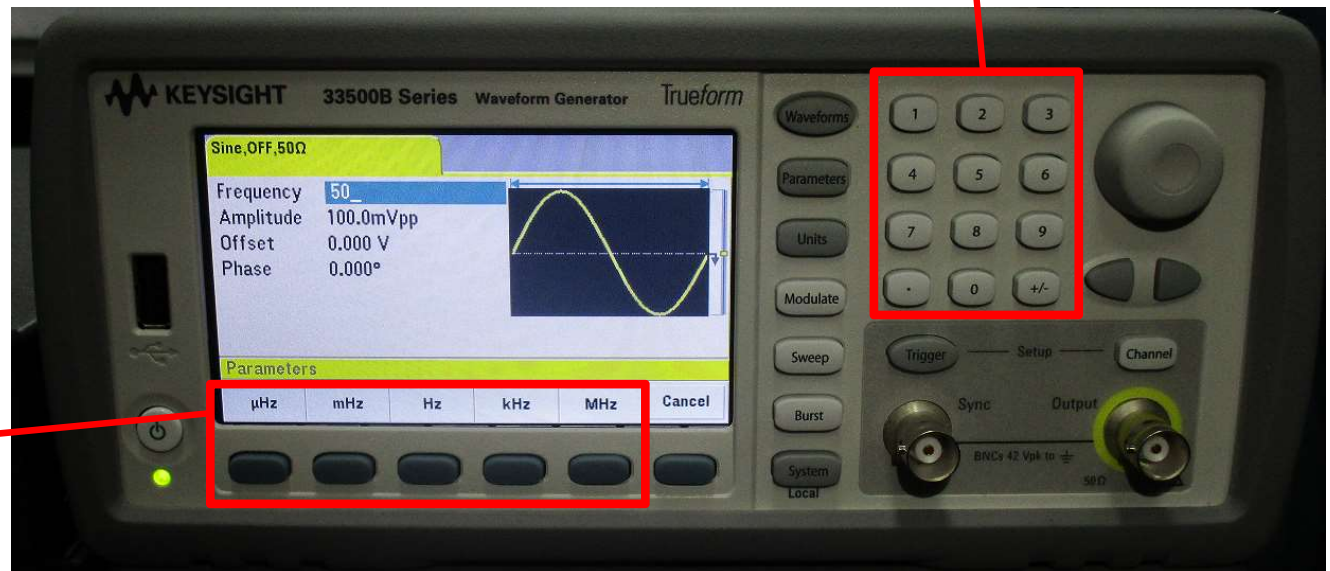 KEYSIGHT 33500B Series Waveform Generator Trueform
Sine,OFF,50Ω
Frequency 50_
Amplitude 100.0mVpp
Offset 0.000 V
Phase 0.000°
Parameters
µHz mHz Hz kHz MHz Cancel
Waveforms
Parameters
Units
Modulate
Sweep
Burst
System
Local
1 2 3
4 5 6
7 8 9
. 0 +/-
Trigger Setup Channel
Sync Output
BNCs 42 Vpk to
50Ω